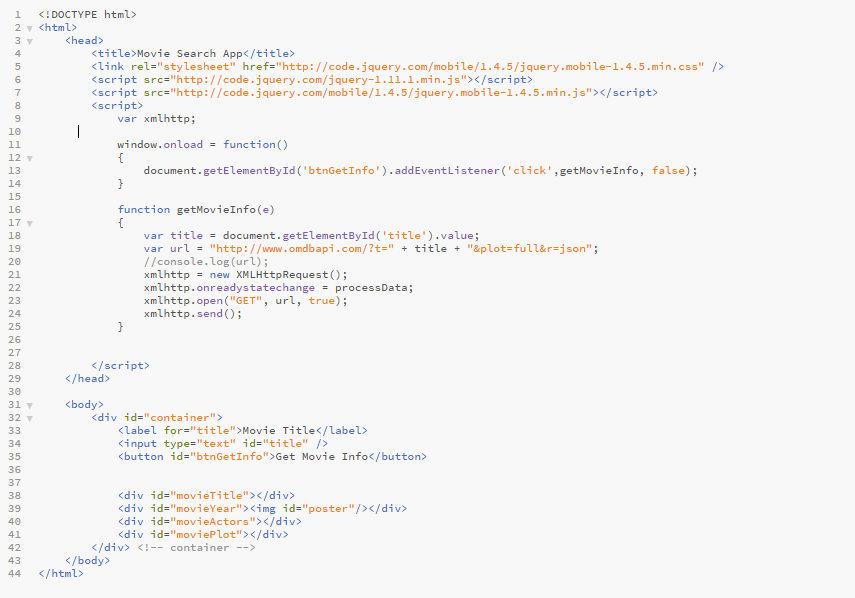 1 <!DOCTYPE html>
2 <html>
3 <head>
4 <title>Movie Search App</title>
5 <link rel="stylesheet" href="http://code.jquery.com/mobile/1.4.5/jquery.mobile-1.4.5.min.css" />
6 <script src="http://code.jquery.com/jquery-1.11.1.min.js"></script>
7 <script src="http://code.jquery.com/mobile/1.4.5/jquery.mobile-1.4.5.min.js"></script>
8 <script>
9 var xmlhttp;
10
11 window.onload = function()
12 {
13 document.getElementById('btnGetInfo').addEventListener('click',getMovieInfo, false);
14 }
15
16 function getMovieInfo(e)
17 {
18 var title = document.getElementById('title').value;
19 var url = "http://www.omdbapi.com/?t=" + title + "&plot=full&r=json";
20 //console.log(url);
21 xmlhttp = new XMLHttpRequest();
22 xmlhttp.onreadystatechange = processData;
23 xmlhttp.open("GET", url, true);
24 xmlhttp.send();
25 }
26
27
28 </script>
29 </head>
30
31 <body>
32 <div id="container">
33 <label for="title">Movie Title</label>
34 <input type="text" id="title" />
35 <button id="btnGetInfo">Get Movie Info</button>
36
37
38 <div id="movieTitle"></div>
39 <div id="movieYear"><img id="poster"/></div>
40 <div id="movieActors"></div>
41 <div id="moviePlot"></div>
42 </div> <!-- container -->
43 </body>
44 </html>